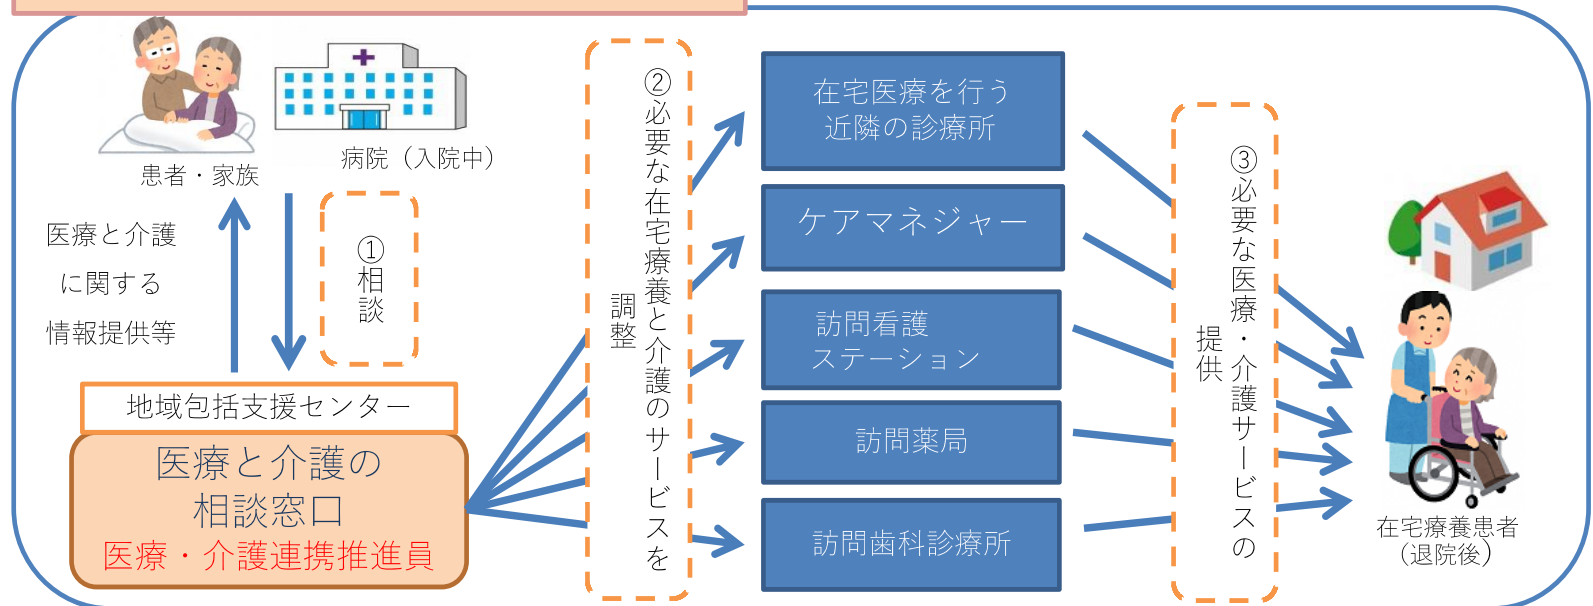 患者・家族
病院（入院中）
医療と介護
に関する
情報提供等
①相談
地域包括支援センター
医療と介護の
相談窓口
医療・介護連携推進員
②必要な在宅療養と介護のサービスを
調整
在宅医療を行う
近隣の診療所
ケアマネジャー
訪問看護
ステーション
訪問薬局
訪問歯科診療所
③必要な医療・介護サービスの
提供
在宅療養患者
（退院後）